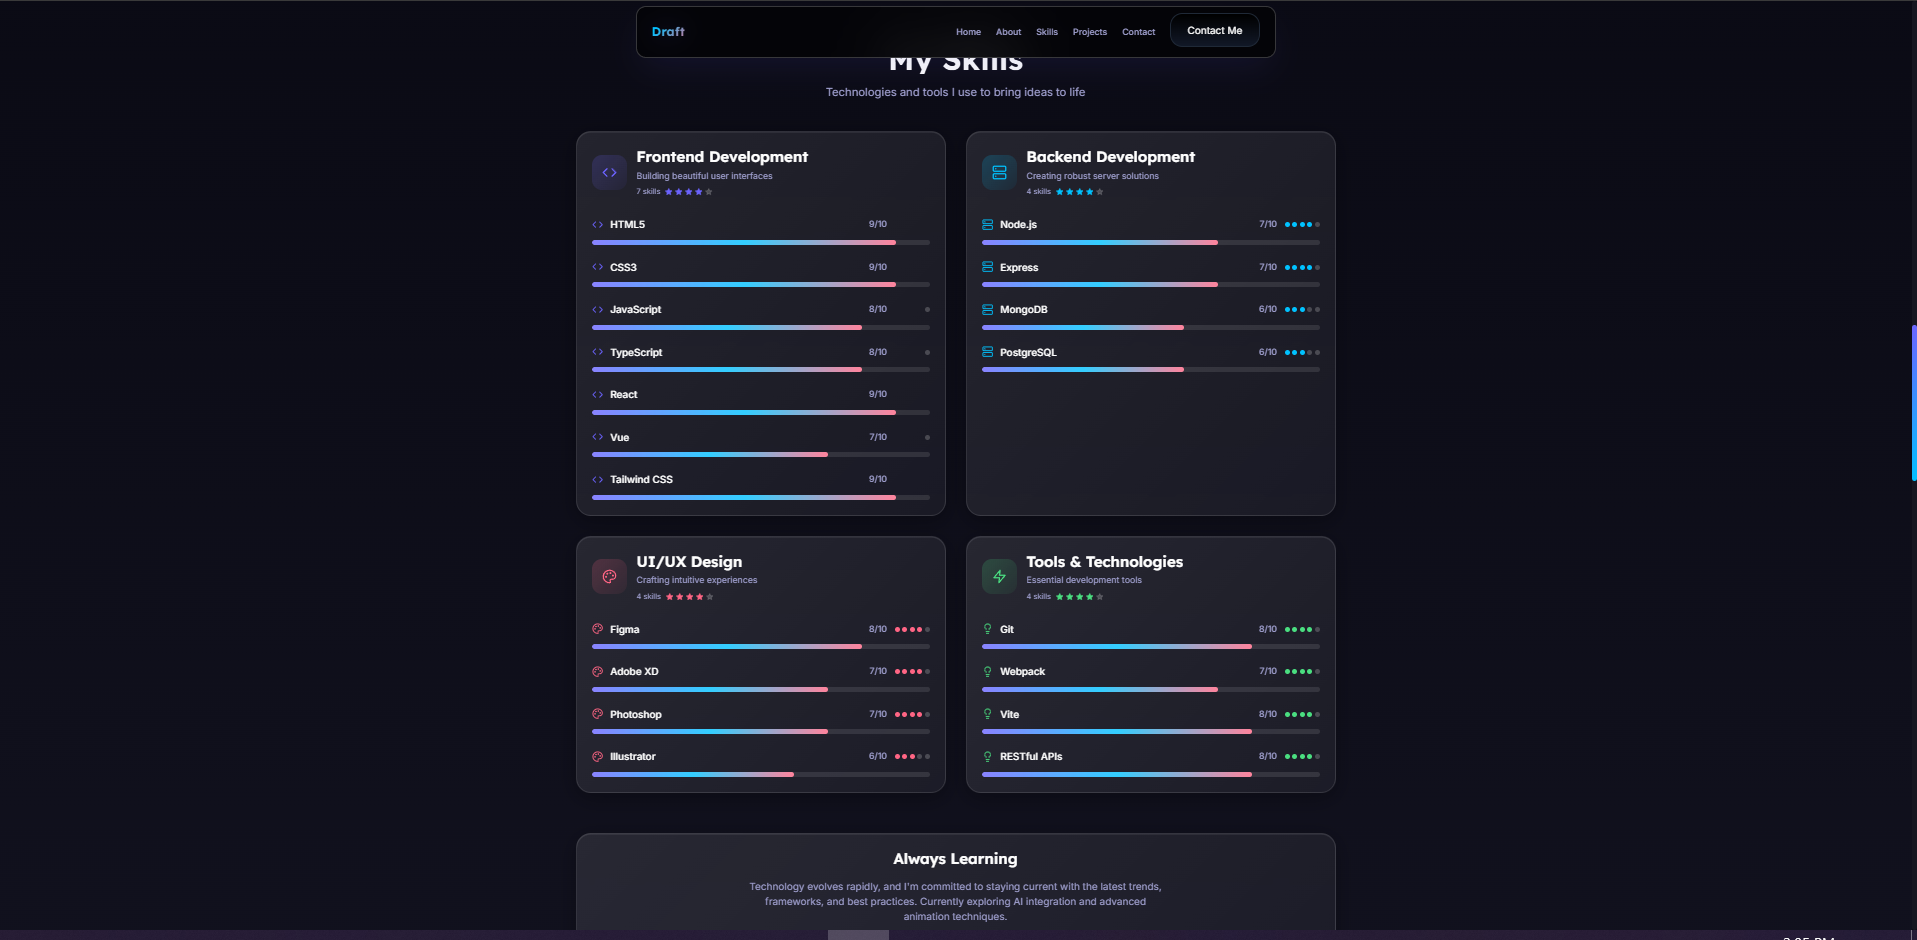 Draft
Home About Skills Projects Contact Contact Me
My Skills
Technologies and tools I use to bring ideas to life
Frontend Development
Building beautiful user interfaces
7 skills
HTML5 9/10
CSS3 9/10
JavaScript 8/10
TypeScript 8/10
React 9/10
Vue 7/10
Tailwind CSS 9/10
Backend Development
Creating robust server solutions
4 skills
Node.js 7/10
Express 7/10
MongoDB 6/10
PostgreSQL 6/10
UI/UX Design
Crafting intuitive experiences
4 skills
Figma 8/10
Adobe XD 7/10
Photoshop 7/10
Illustrator 6/10
Tools & Technologies
Essential development tools
4 skills
Git 8/10
Webpack 7/10
Vite 8/10
RESTful APIs 8/10
Always Learning
Technology evolves rapidly, and I'm committed to staying current with the latest trends,
frameworks, and best practices. Currently exploring AI integration and advanced
animation techniques.